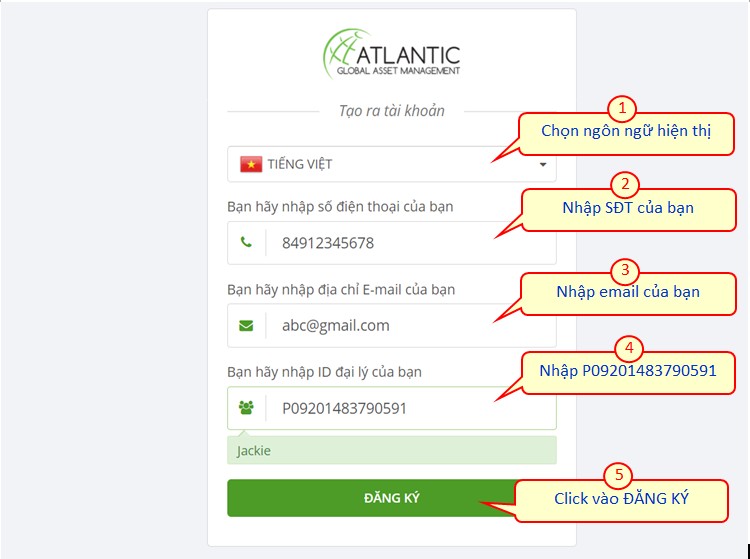 ATLANTIC
GLOBAL ASSET MANAGEMENT
Tạo ra tài khoản
1
Chọn ngôn ngữ hiện thị
TIẾNG VIỆT
2
Nhập SĐT của bạn
Bạn hãy nhập số điện thoại của bạn
84912345678
3
Nhập email của bạn
Bạn hãy nhập địa chỉ E-mail của bạn
abc@gmail.com
4
Nhập P09201483790591
Bạn hãy nhập ID đại lý của bạn
P09201483790591
Jackie
5
Click vào ĐĂNG KÝ
ĐĂNG KÝ